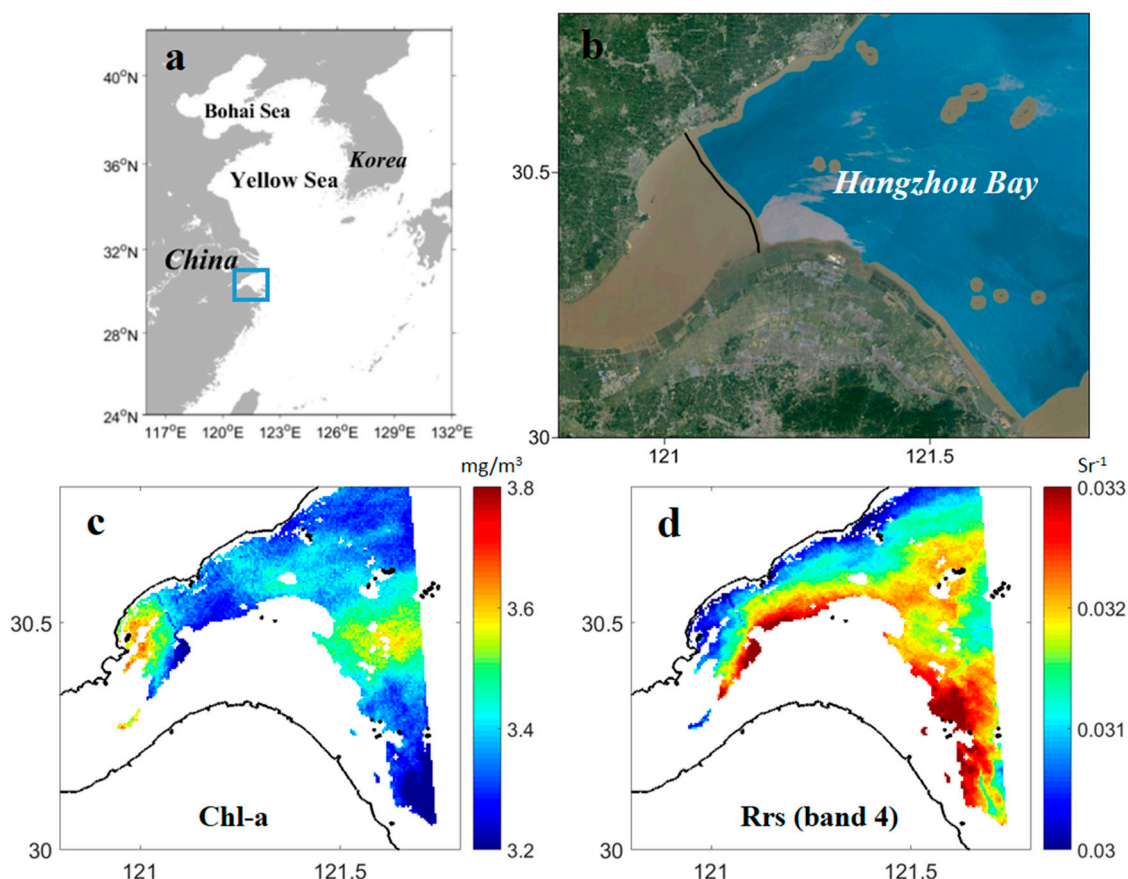 a
40°N
Bohai Sea
36°N
Korea
Yellow Sea
32°N
China
28°N
24°N
117°E 120°E 123°E 126°E 129°E 132°E
b
30.5
Hangzhou Bay
30
121 121.5
mg/m³
c
3.8
3.6
30.5
3.4
Chl-a
30
3.2
121 121.5
Sr⁻¹
d
0.033
0.032
30.5
0.031
Rrs (band 4)
30
0.03
121 121.5